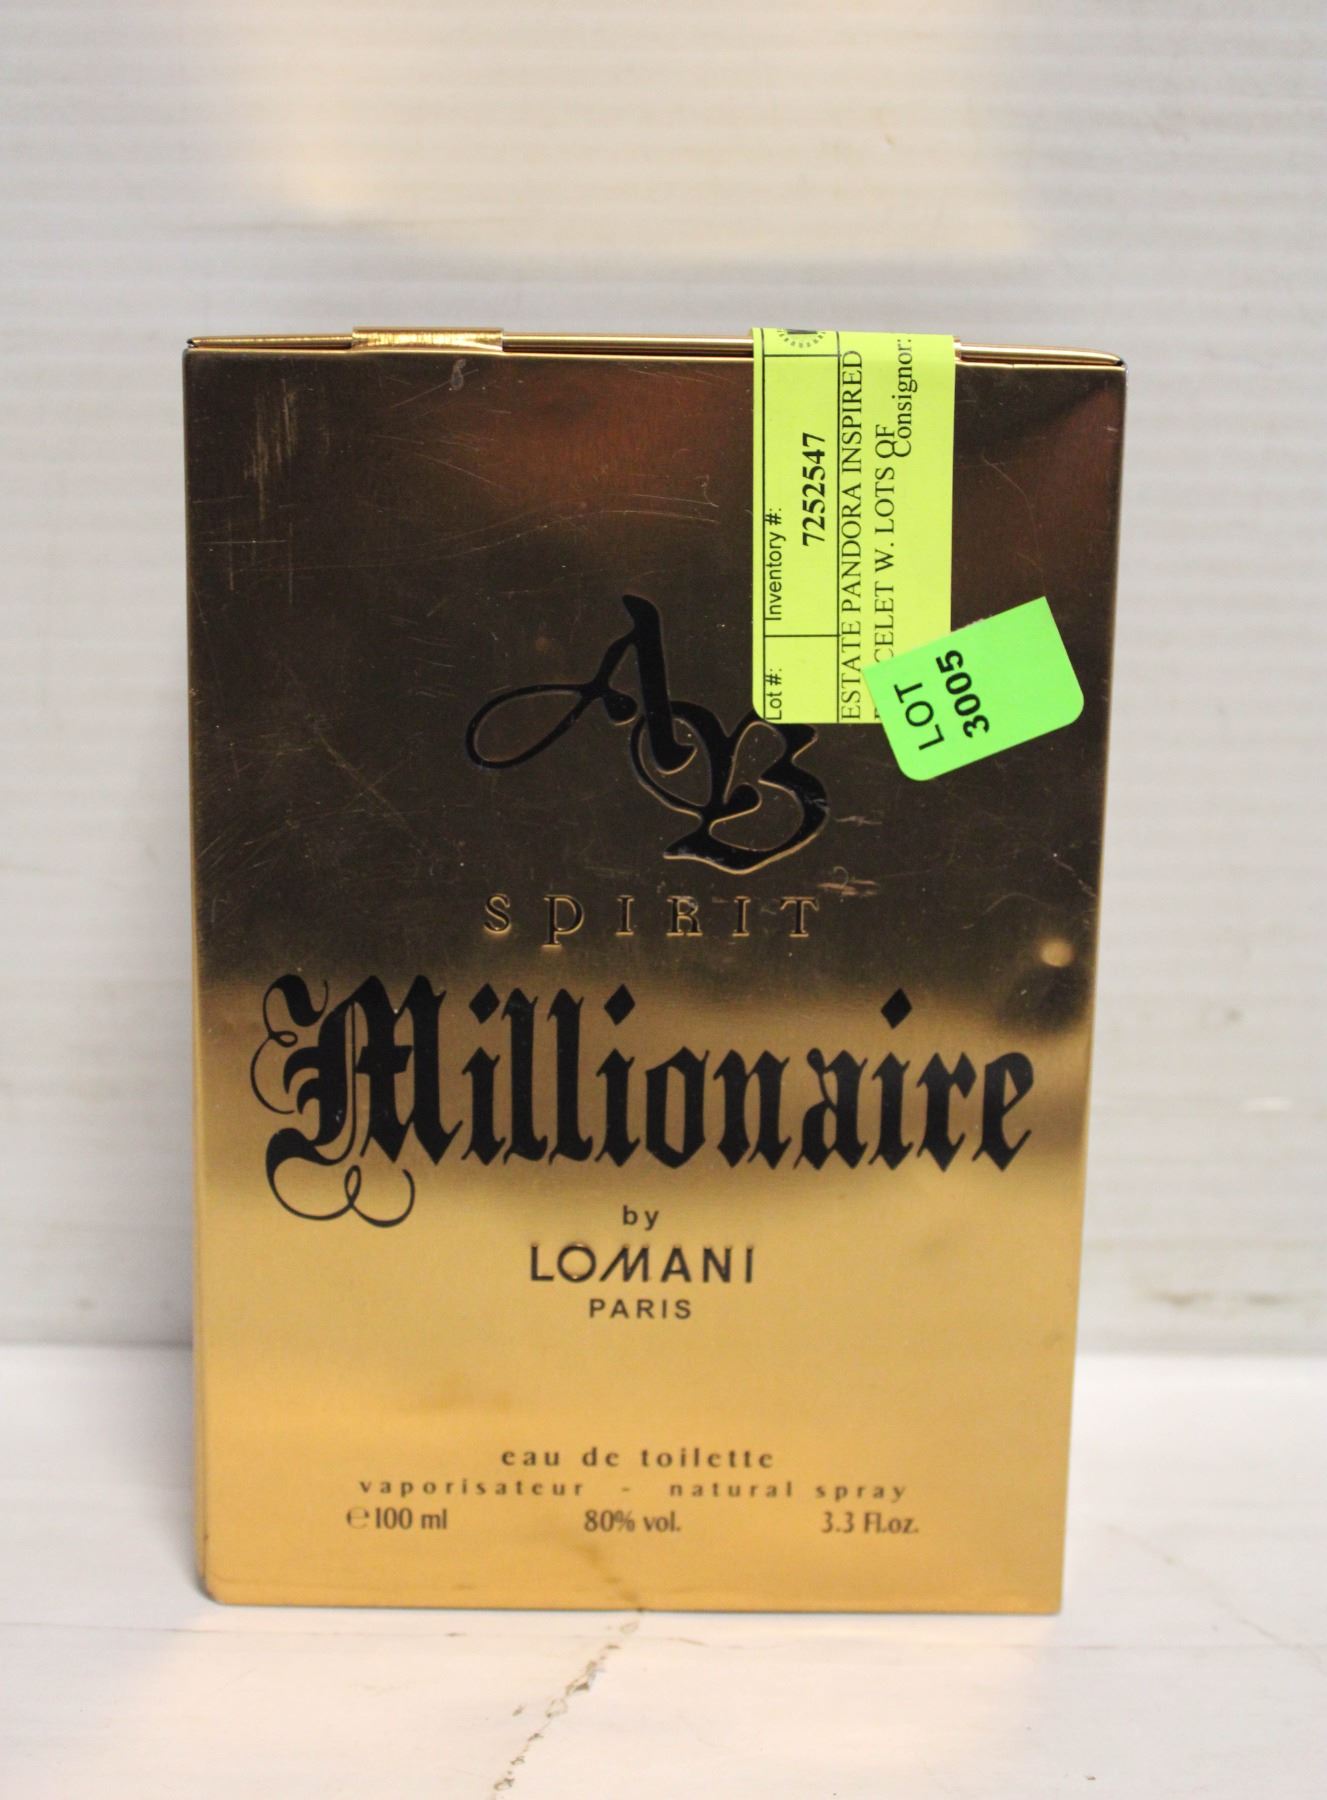 Lot #:
Inventory #:
7252547
ESTATE PANDORA INSPIRED
CELET W. LOTS OF
Consignor:
LOT
3005
AB
SPIRIT
Millionaire
by
LOMANI
PARIS
eau de toilette
vaporisateur - natural spray
℮100 ml 80% vol. 3.3 Fl.oz.